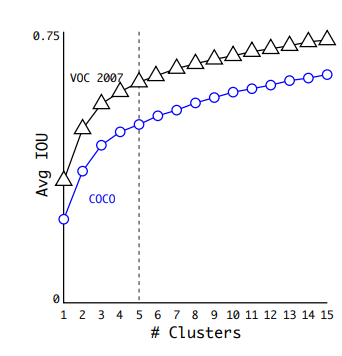 0.75
VOC 2007
Avg IOU
COCO
0
1 2 3 4 5 6 7 8 9 10 11 12 13 14 15
# Clusters